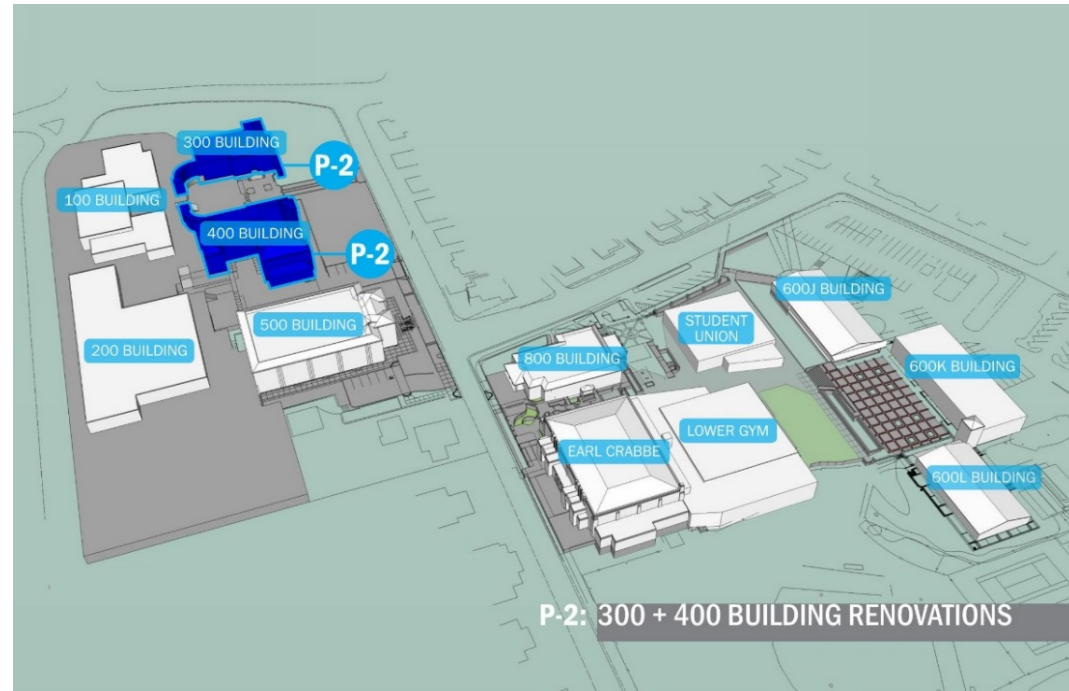 300 BUILDING
P-2
100 BUILDING
400 BUILDING
P-2
500 BUILDING
200 BUILDING
600J BUILDING
STUDENT
UNION
800 BUILDING
600K BUILDING
LOWER GYM
EARL CRABBE
600L BUILDING
P-2: 300 + 400 BUILDING RENOVATIONS